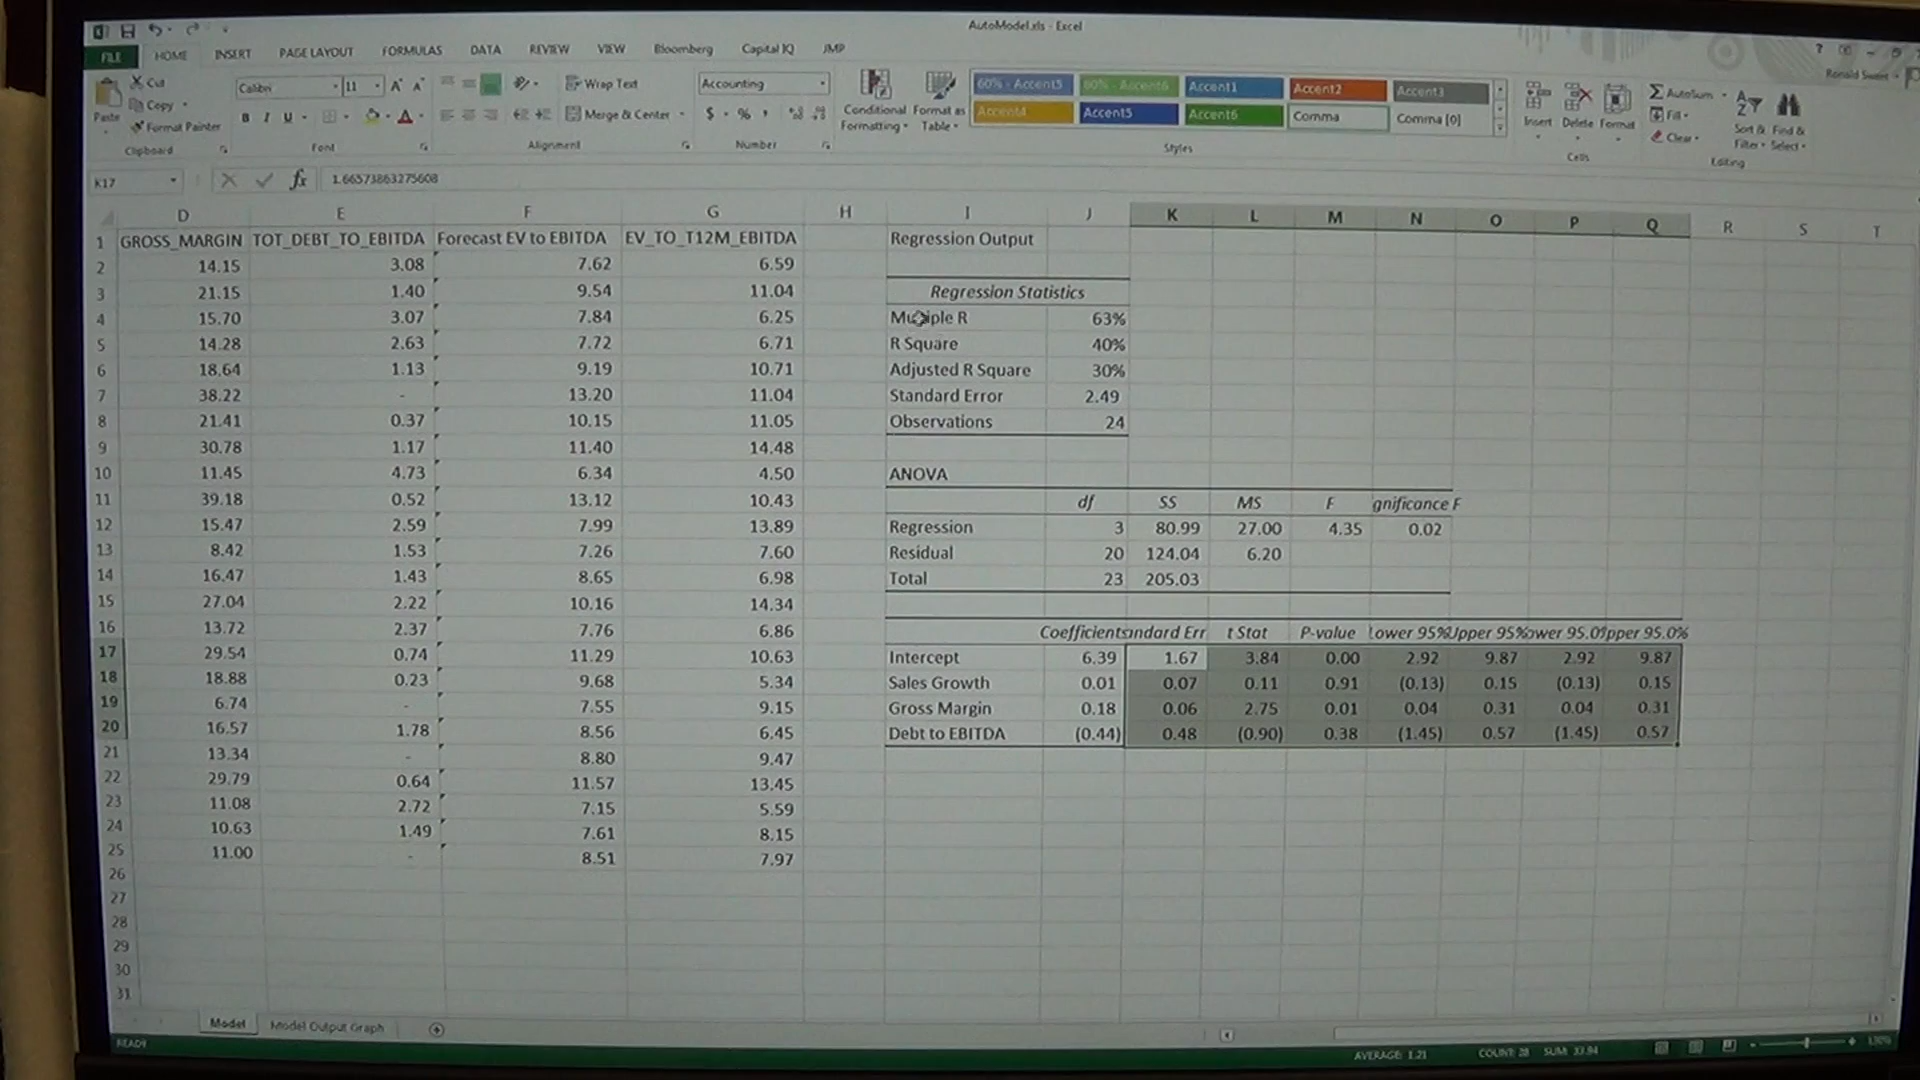 AutoModel.xls - Excel
FILE HOME INSERT PAGE LAYOUT FORMULAS DATA REVIEW VIEW Bloomberg Capital IQ JMP
Ronald Sweet
Paste Cut Copy Format Painter Clipboard
Calibri 11 B I U Font
Wrap Text Merge & Center Alignment
Accounting $ % , Number
Conditional Formatting Format as Table
60% - Accent5 60% - Accent6 Accent1 Accent2 Accent3
Accent4 Accent5 Accent6 Comma Comma [0]
Styles
Insert Delete Format Cells
AutoSum Fill Clear Sort & Filter Find & Select Editing
K17 fx 1.66573863275608
D E F G H I J K L M N O P Q R S T
1 GROSS_MARGIN TOT_DEBT_TO_EBITDA Forecast EV to EBITDA EV_TO_T12M_EBITDA Regression Output
2 14.15 3.08 7.62 6.59
3 21.15 1.40 9.54 11.04 Regression Statistics
4 15.70 3.07 7.84 6.25 Multiple R 63%
5 14.28 2.63 7.72 6.71 R Square 40%
6 18.64 1.13 9.19 10.71 Adjusted R Square 30%
7 38.22 - 13.20 11.04 Standard Error 2.49
8 21.41 0.37 10.15 11.05 Observations 24
9 30.78 1.17 11.40 14.48
10 11.45 4.73 6.34 4.50 ANOVA
11 39.18 0.52 13.12 10.43 df SS MS F gnificance F
12 15.47 2.59 7.99 13.89 Regression 3 80.99 27.00 4.35 0.02
13 8.42 1.53 7.26 7.60 Residual 20 124.04 6.20
14 16.47 1.43 8.65 6.98 Total 23 205.03
15 27.04 2.22 10.16 14.34
16 13.72 2.37 7.76 6.86 Coefficients andard Err t Stat P-value Lower 95% Upper 95% ower 95.0% pper 95.0%
17 29.54 0.74 11.29 10.63 Intercept 6.39 1.67 3.84 0.00 2.92 9.87 2.92 9.87
18 18.88 0.23 9.68 5.34 Sales Growth 0.01 0.07 0.11 0.91 (0.13) 0.15 (0.13) 0.15
19 6.74 - 7.55 9.15 Gross Margin 0.18 0.06 2.75 0.01 0.04 0.31 0.04 0.31
20 16.57 1.78 8.56 6.45 Debt to EBITDA (0.44) 0.48 (0.90) 0.38 (1.45) 0.57 (1.45) 0.57
21 13.34 - 8.80 9.47
22 29.79 0.64 11.57 13.45
23 11.08 2.72 7.15 5.59
24 10.63 1.49 7.61 8.15
25 11.00 - 8.51 7.97
26
27
28
29
30
31
Model Model Output Graph
READY AVERAGE: 1.21 COUNT: 28 SUM: 33.94